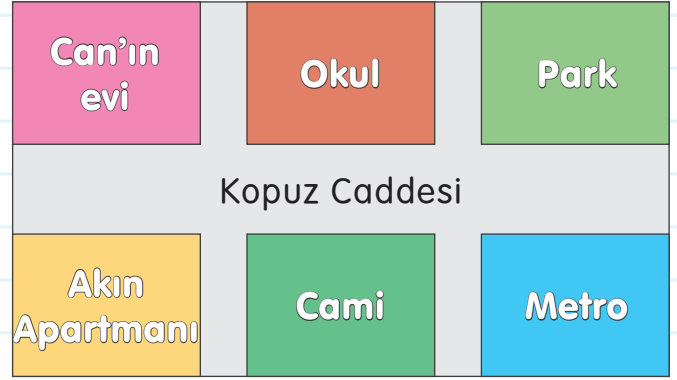 Can'ın
evi
Okul
Park
Kopuz Caddesi
Akın
Apartmanı
Cami
Metro